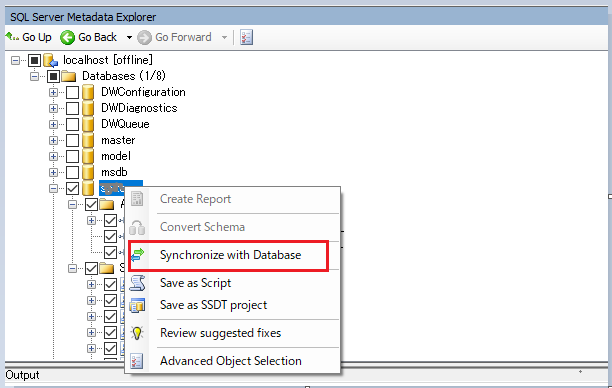 SQL Server Metadata Explorer
Go Up Go Back Go Forward
localhost [offline]
Databases (1/8)
DWConfiguration
DWDiagnostics
DWQueue
master
model
msdb
Create Report
Convert Schema
Synchronize with Database
Save as Script
Save as SSDT project
Review suggested fixes
Advanced Object Selection
Output